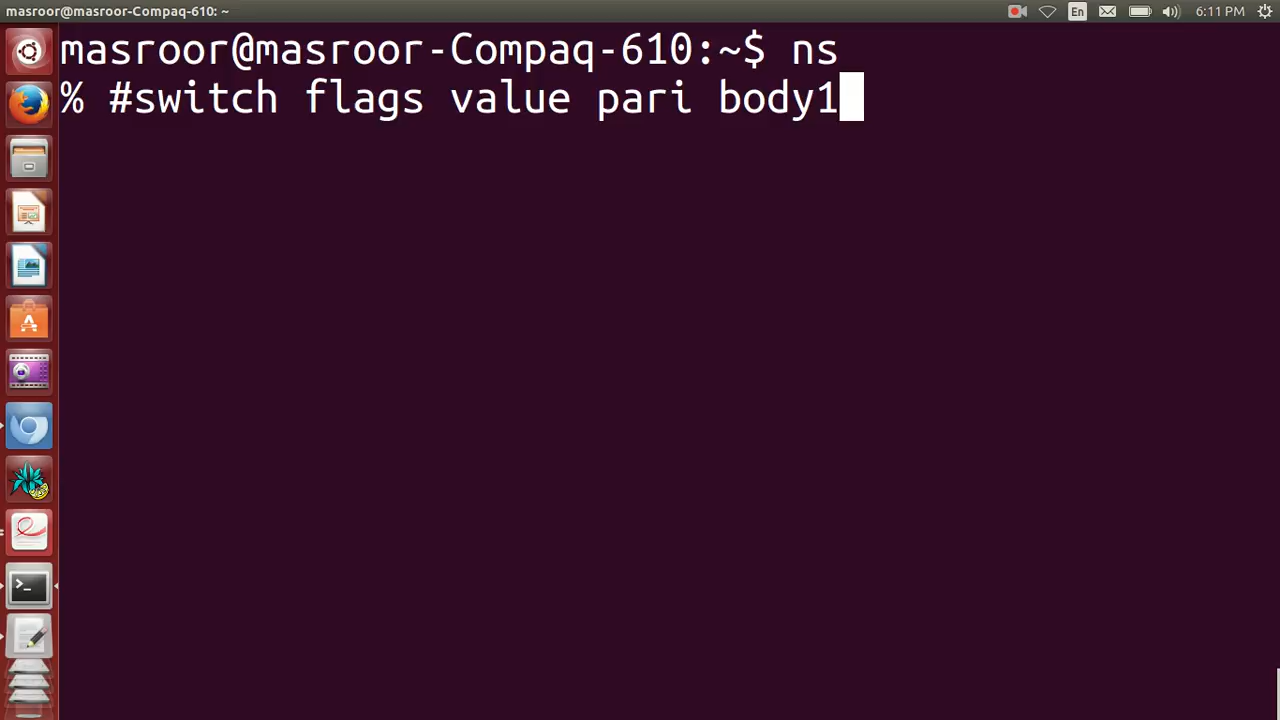 masroor@masroor-Compaq-610: ~
En
6:11 PM
masroor@masroor-Compaq-610:~$ ns
% #switch flags value pari body1